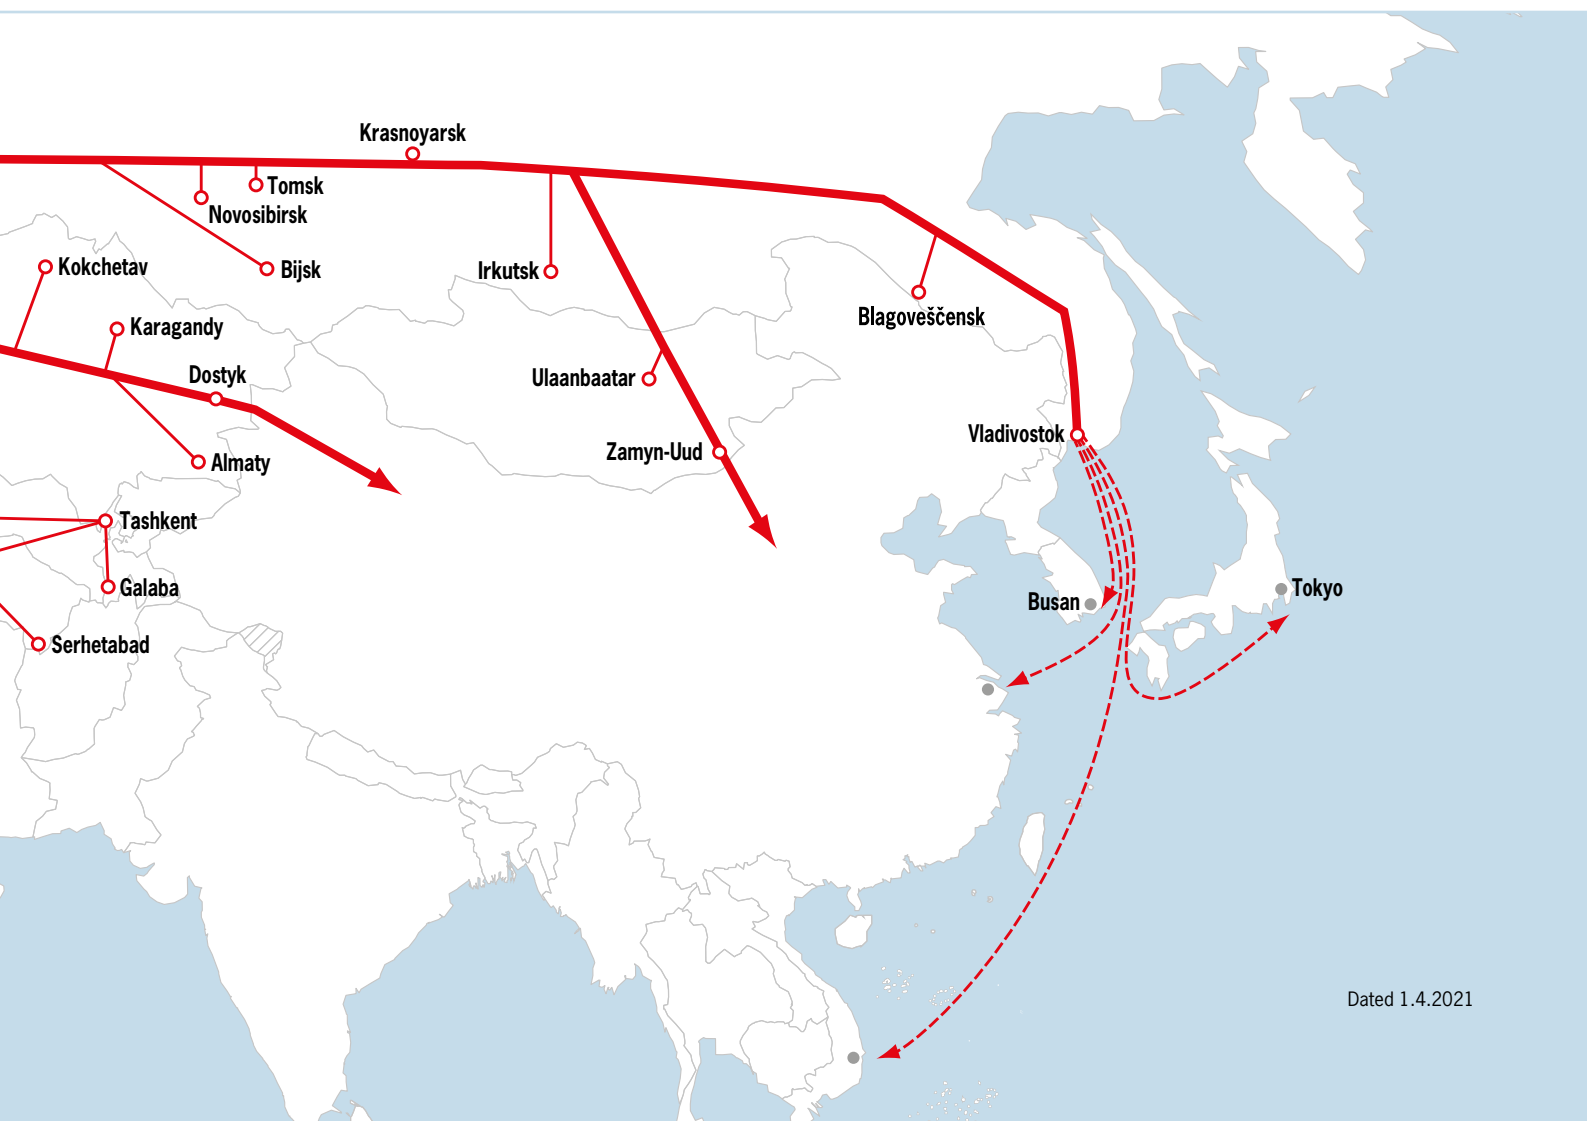 Krasnoyarsk
Tomsk
Novosibirsk
Kokchetav
Bijsk
Irkutsk
Blagoveščensk
Karagandy
Dostyk
Ulaanbaatar
Vladivostok
Zamyn-Uud
Almaty
Tashkent
Galaba
Tokyo
Busan
Serhetabad
Dated 1.4.2021